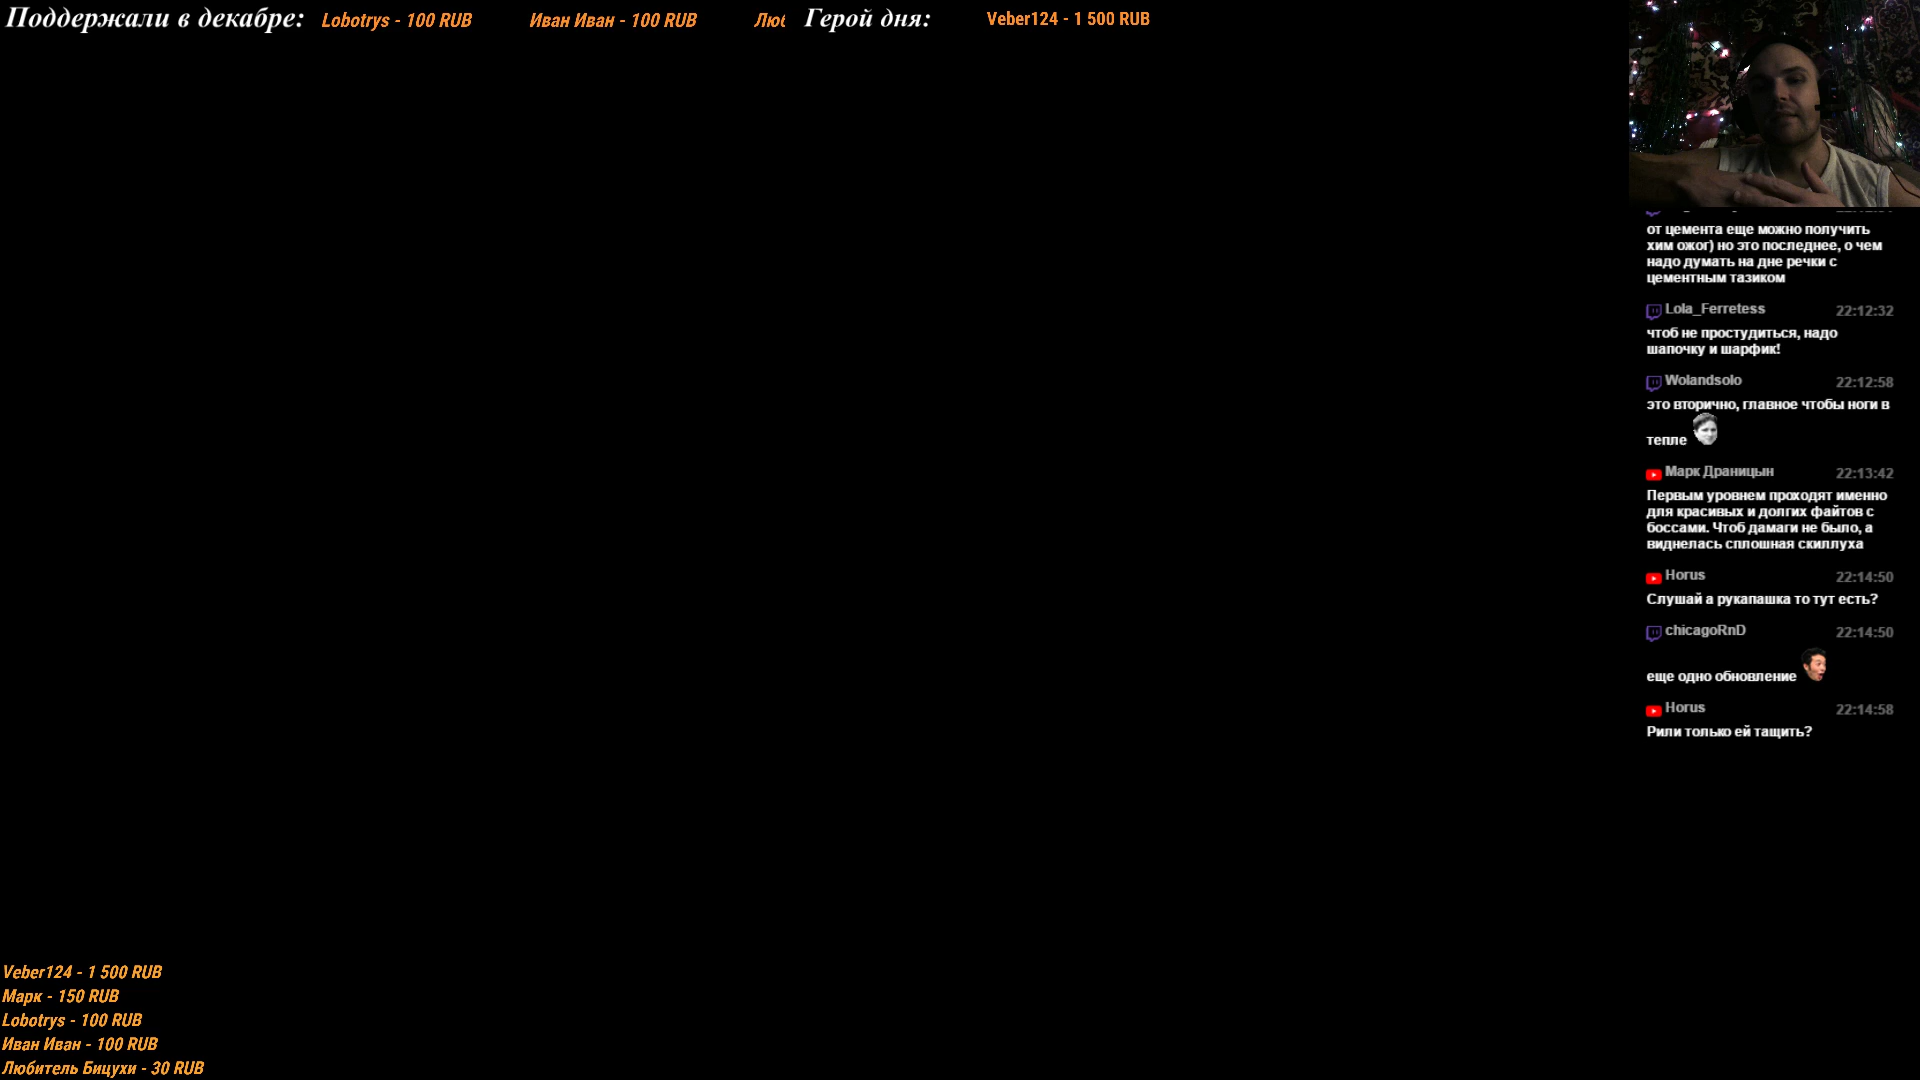 Поддержали в декабре: Lobotrys - 100 RUB Иван Иван - 100 RUB Люб Герой дня: Veber124 - 1 500 RUB
от цемента еще можно получить
хим ожог) но это последнее, о чем
надо думать на дне речки с
цементным тазиком
Lola_Ferretess 22:12:32
чтоб не простудиться, надо
шапочку и шарфик!
Wolandsolo 22:12:58
это вторично, главное чтобы ноги в
тепле
Марк Драницын 22:13:42
Первым уровнем проходят именно
для красивых и долгих файтов с
боссами. Чтоб дамаги не было, а
виднелась сплошная скиллуха
Horus 22:14:50
Слушай а рукапашка то тут есть?
chicagoRnD 22:14:50
еще одно обновление
Horus 22:14:58
Рили только ей тащить?
Veber124 - 1 500 RUB
Марк - 150 RUB
Lobotrys - 100 RUB
Иван Иван - 100 RUB
Любитель Бицухи - 30 RUB